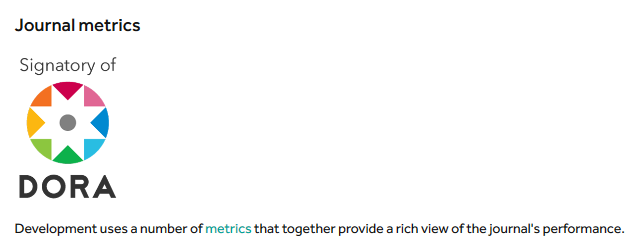 Journal metrics
Signatory of
DORA
Development uses a number of metrics that together provide a rich view of the journal's performance.